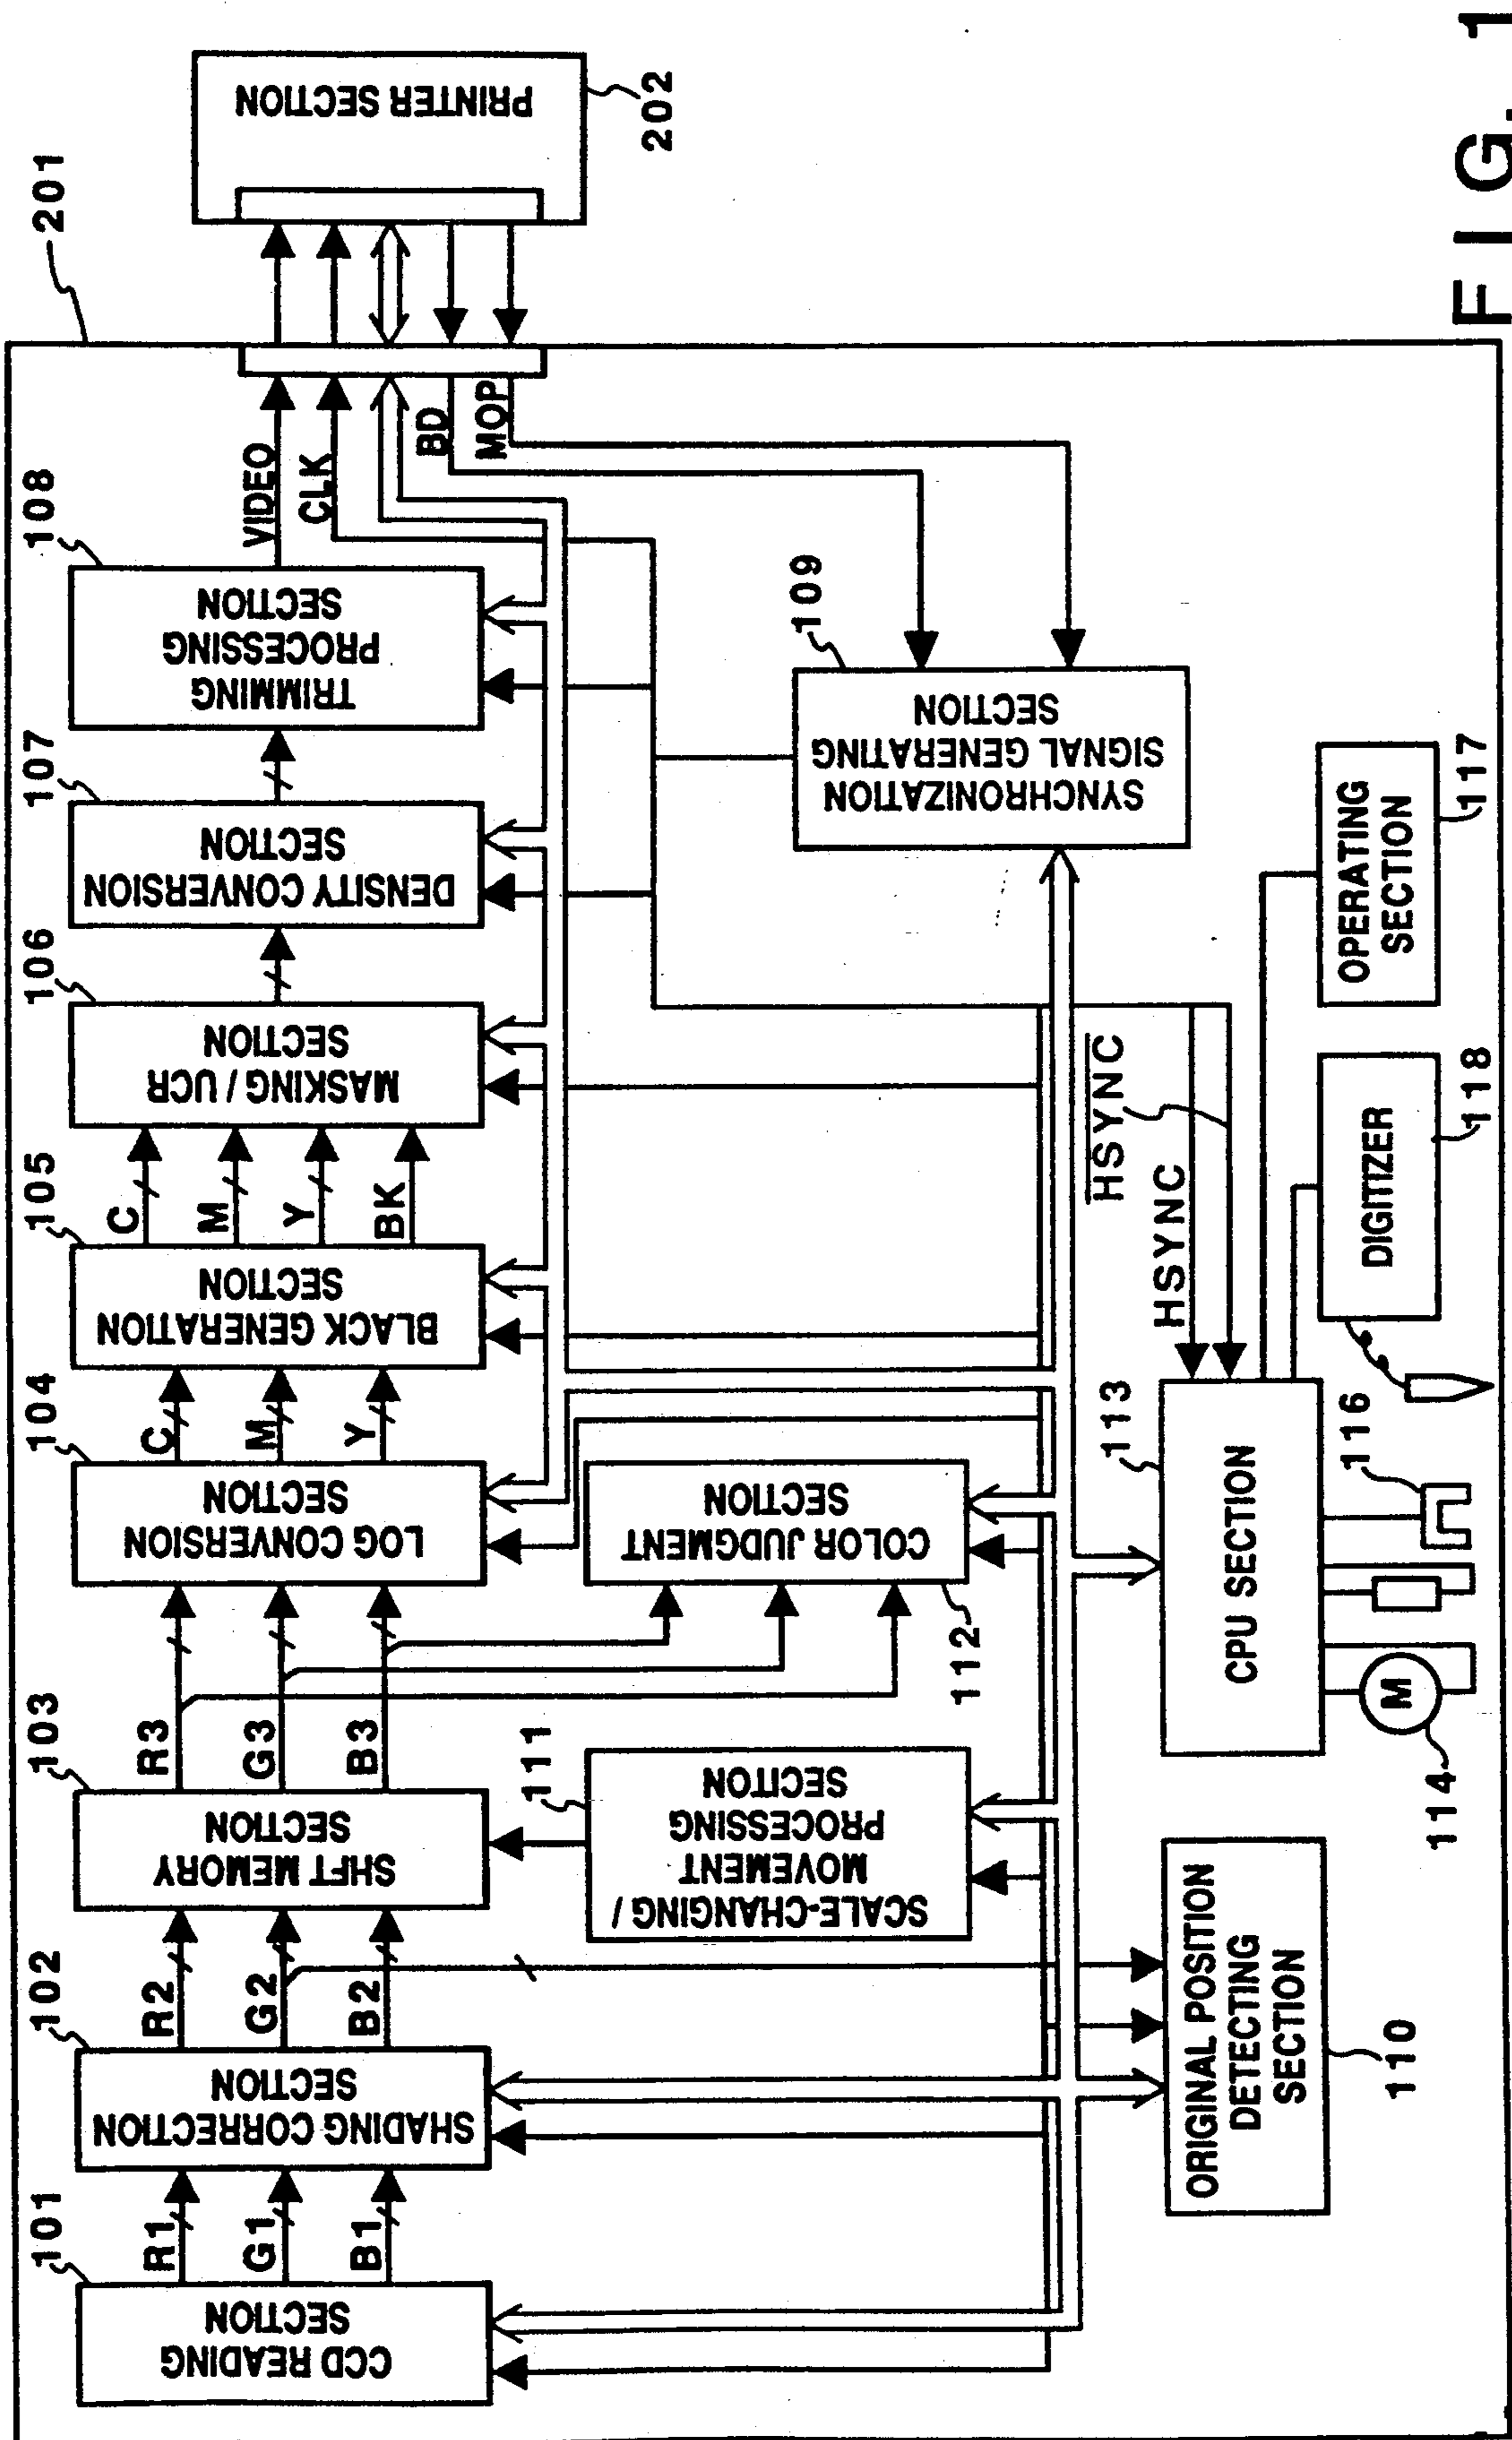 201
PRINTER SECTION
202
108
TRIMMING
PROCESSING
SECTION
VIDEO
CLK
BD
MOP
107
DENSITY CONVERSION
SECTION
106
MASKING / UCR
SECTION
109
SYNCHRONIZATION
SIGNAL GENERATING
SECTION
105
BLACK GENERATION
SECTION
C
M
Y
BK
104
LOG CONVERSION
SECTION
C
M
Y
103
SHFT MEMORY
SECTION
R3
G3
B3
COLOR JUDGMENT
SECTION
112
111
SCALE-CHANGING /
MOVEMENT
PROCESSING
SECITON
102
SHADING CORRECTION
SECTION
R2
G2
B2
101
CCD READING
SECTION
R1
G1
B1
HSYNC
HSYNC
113
CPU SECTION
OPERATING
SECTION
117
DIGITIZER
118
116
M
114
ORIGINAL POSITION
DETECTING
SECTION
110
FIG. 1